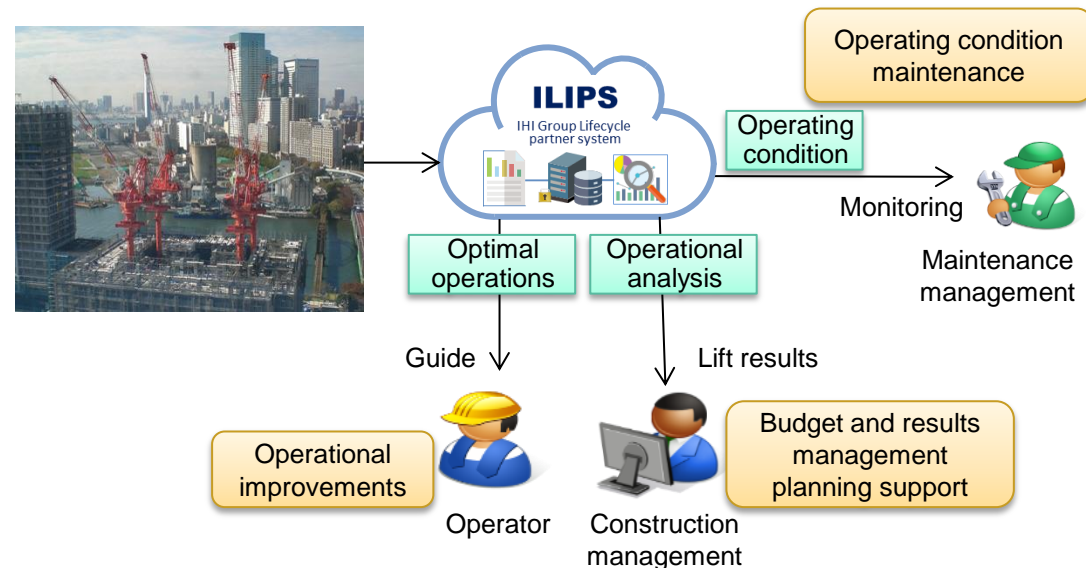 Operating condition
maintenance
ILIPS
IHI Group Lifecycle
partner system
Operating
condition
Monitoring
Maintenance
management
Optimal
operations
Operational
analysis
Guide
Lift results
Operational
improvements
Budget and results
management
planning support
Operator
Construction
management